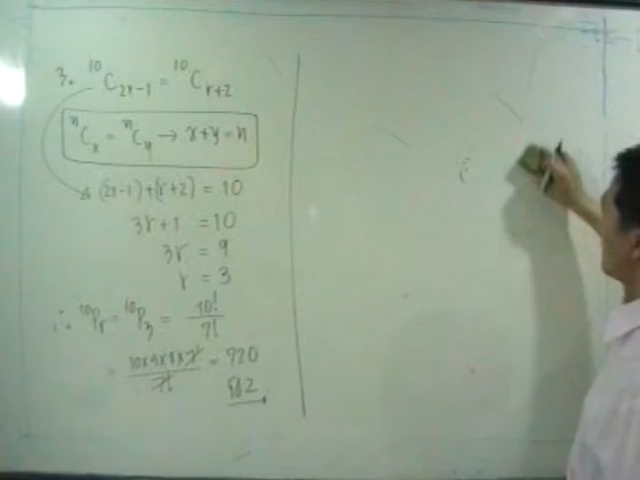 3. ¹⁰C₂ᵣ₋₁ = ¹⁰Cᵣ₊₂
ⁿCₓ = ⁿCᵧ → x+y = n
(2r-1)+(r+2) = 10
3r+1 = 10
3r = 9
r = 3
∴ ¹⁰Pᵣ = ¹⁰P₃ = 10!/7!
= 10×9×8×7!/7! = 720